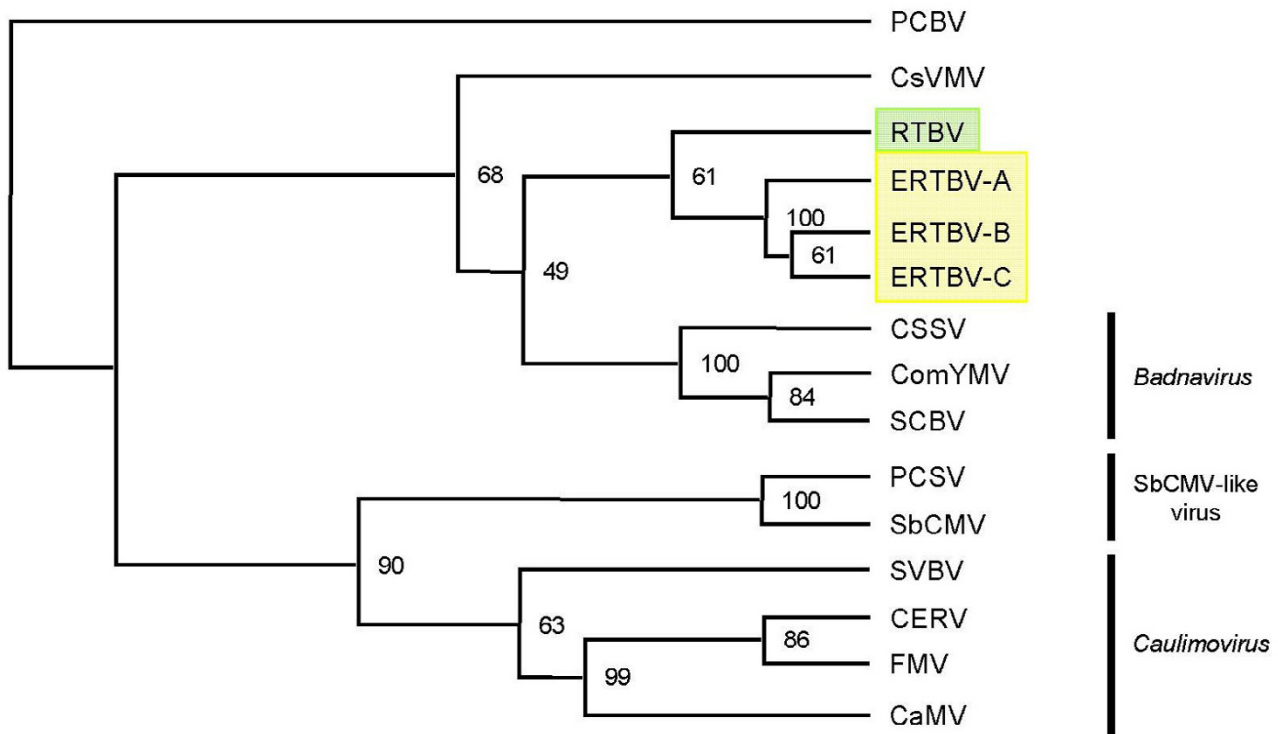 PCBV
CsVMV
RTBV
68
61
ERTBV-A
100
ERTBV-B
61
49
ERTBV-C
CSSV
100
ComYMV
Badnavirus
84
SCBV
PCSV
100
SbCMV-like
virus
SbCMV
90
SVBV
63
CERV
86
Caulimovirus
FMV
99
CaMV